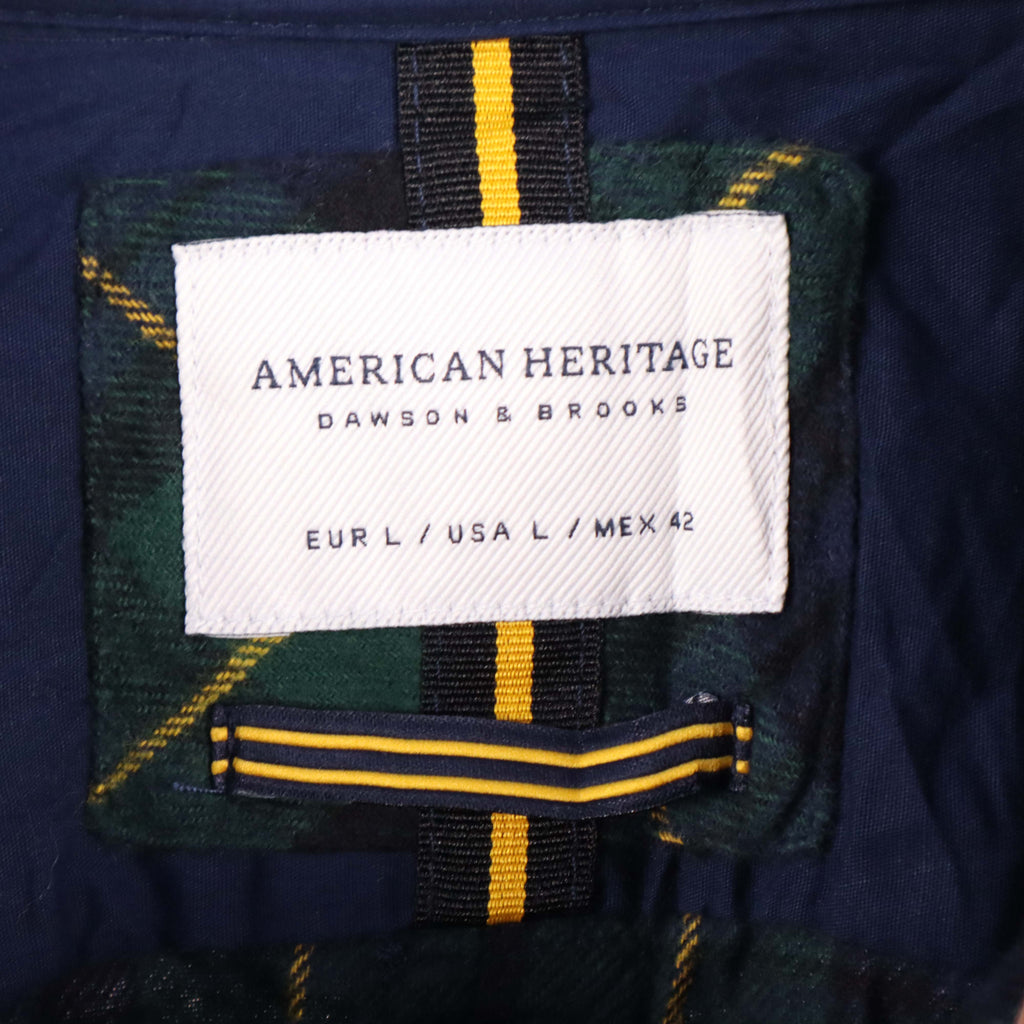 AMERICAN HERITAGE
DAWSON & BROOKS
EUR L / USA L / MEX 42